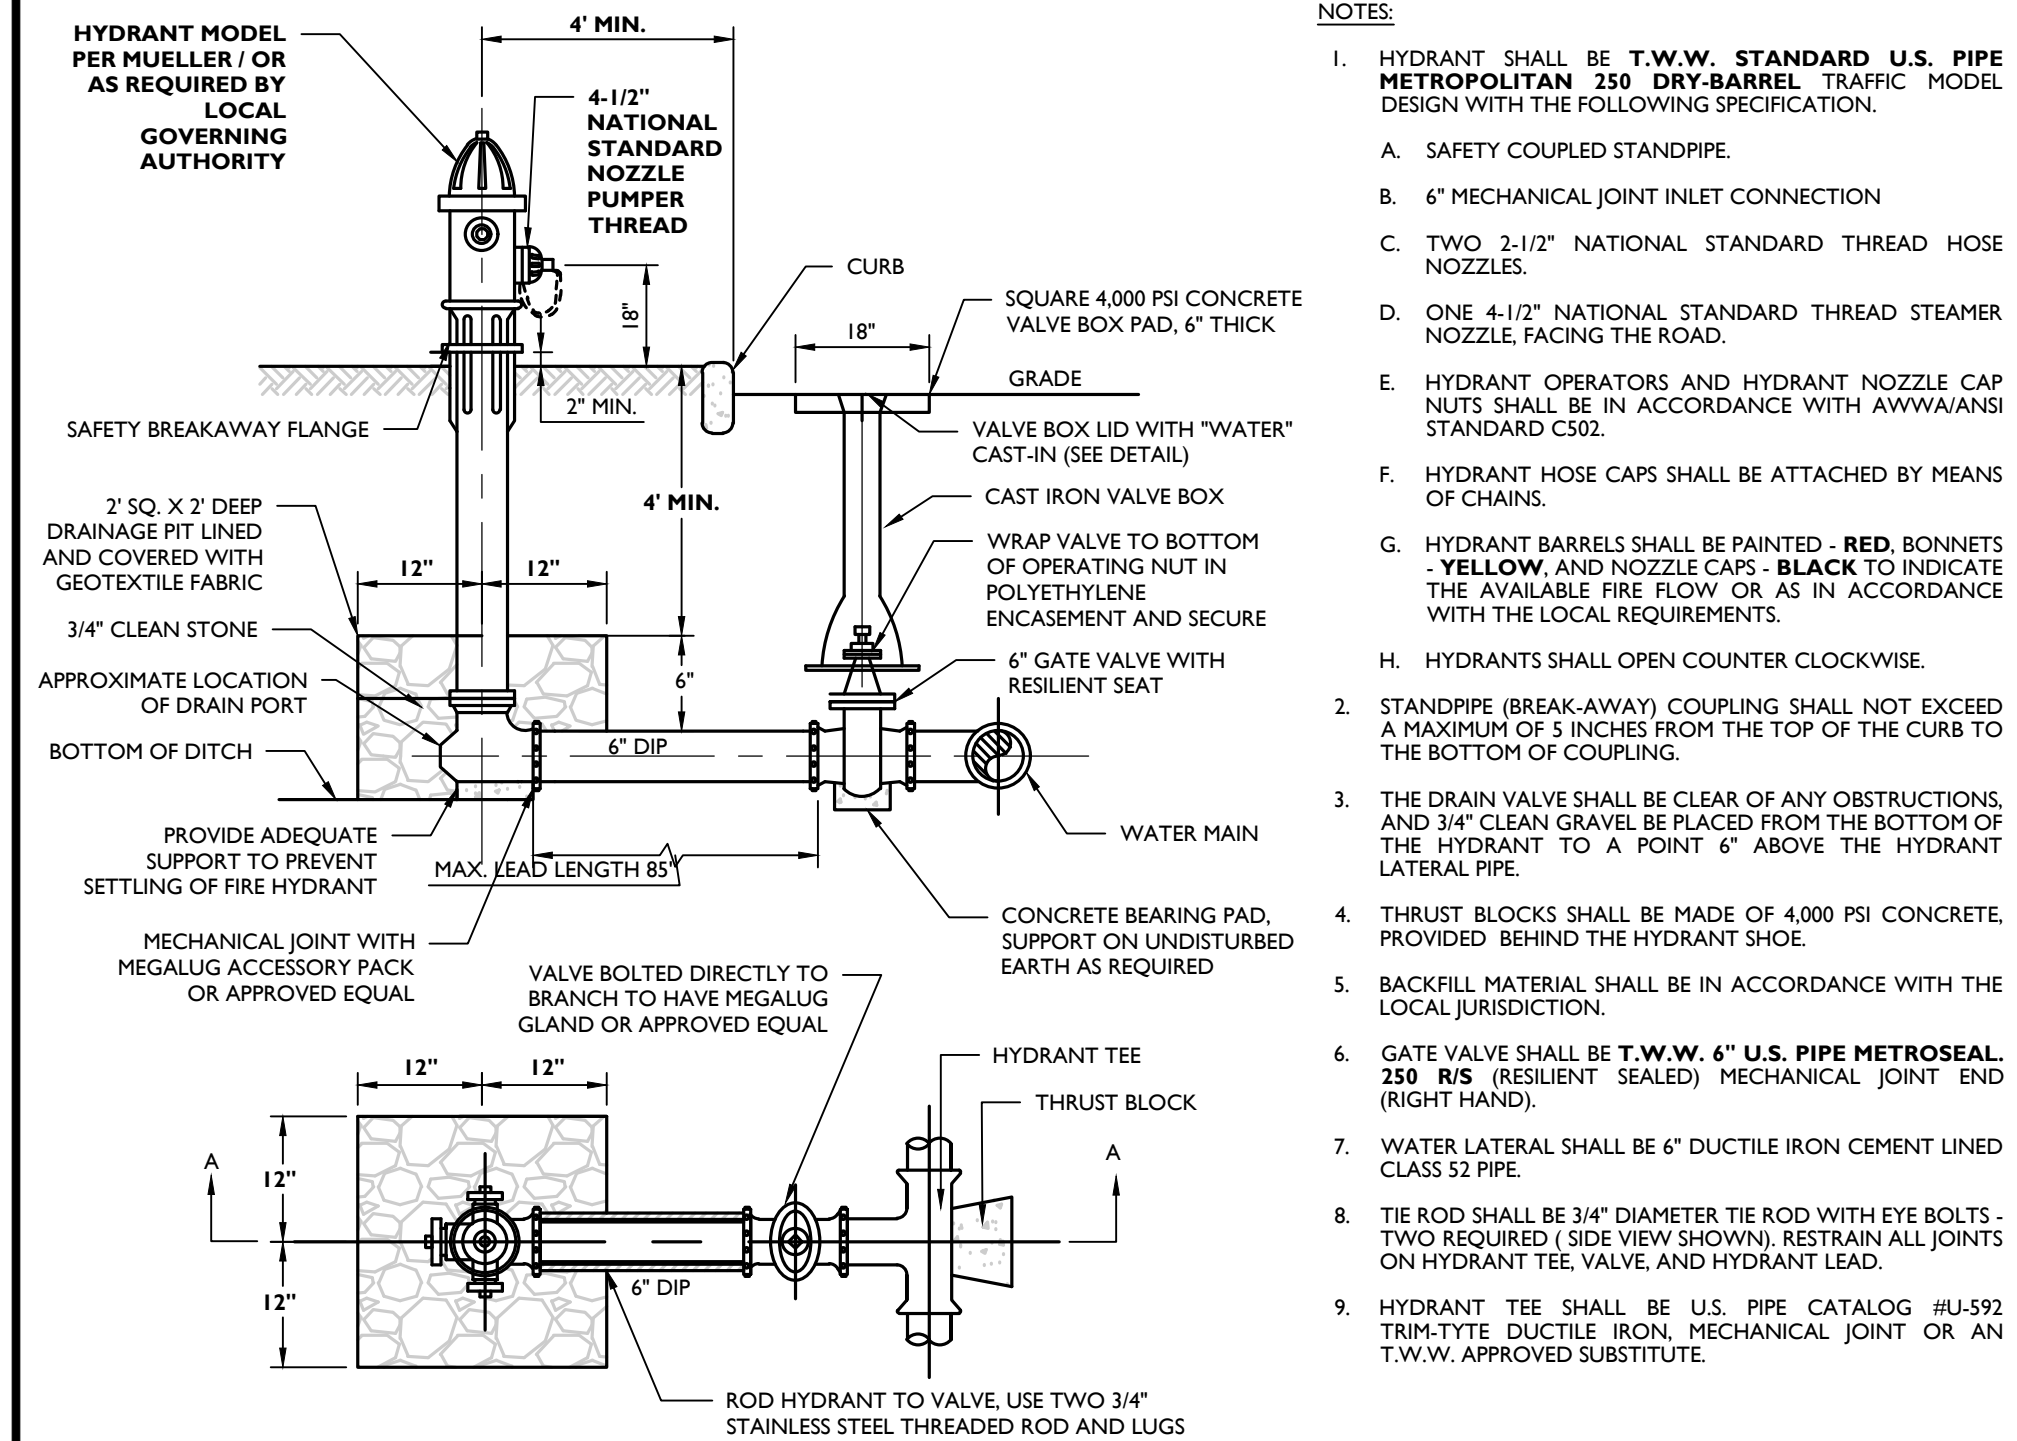 HYDRANT MODEL
PER MUELLER / OR
AS REQUIRED BY
LOCAL
GOVERNING
AUTHORITY
4' MIN.
4-1/2"
NATIONAL
STANDARD
NOZZLE
PUMPER
THREAD
18"
CURB
SQUARE 4,000 PSI CONCRETE
VALVE BOX PAD, 6" THICK
18"
GRADE
2" MIN.
SAFETY BREAKAWAY FLANGE
VALVE BOX LID WITH "WATER"
CAST-IN (SEE DETAIL)
4' MIN.
CAST IRON VALVE BOX
2' SQ. X 2' DEEP
DRAINAGE PIT LINED
AND COVERED WITH
GEOTEXTILE FABRIC
12"
12"
WRAP VALVE TO BOTTOM
OF OPERATING NUT IN
POLYETHYLENE
ENCASEMENT AND SECURE
3/4" CLEAN STONE
6"
6" GATE VALVE WITH
RESILIENT SEAT
APPROXIMATE LOCATION
OF DRAIN PORT
BOTTOM OF DITCH
6" DIP
WATER MAIN
PROVIDE ADEQUATE
SUPPORT TO PREVENT
SETTLING OF FIRE HYDRANT
MAX. LEAD LENGTH 85'
CONCRETE BEARING PAD,
SUPPORT ON UNDISTURBED
EARTH AS REQUIRED
MECHANICAL JOINT WITH
MEGALUG ACCESSORY PACK
OR APPROVED EQUAL
VALVE BOLTED DIRECTLY TO
BRANCH TO HAVE MEGALUG
GLAND OR APPROVED EQUAL
12"
12"
HYDRANT TEE
THRUST BLOCK
A
A
12"
12"
6" DIP
ROD HYDRANT TO VALVE, USE TWO 3/4"
STAINLESS STEEL THREADED ROD AND LUGS
NOTES:
1. HYDRANT SHALL BE T.W.W. STANDARD U.S. PIPE
METROPOLITAN 250 DRY-BARREL TRAFFIC MODEL
DESIGN WITH THE FOLLOWING SPECIFICATION.
A. SAFETY COUPLED STANDPIPE.
B. 6" MECHANICAL JOINT INLET CONNECTION
C. TWO 2-1/2" NATIONAL STANDARD THREAD HOSE
NOZZLES.
D. ONE 4-1/2" NATIONAL STANDARD THREAD STEAMER
NOZZLE, FACING THE ROAD.
E. HYDRANT OPERATORS AND HYDRANT NOZZLE CAP
NUTS SHALL BE IN ACCORDANCE WITH AWWA/ANSI
STANDARD C502.
F. HYDRANT HOSE CAPS SHALL BE ATTACHED BY MEANS
OF CHAINS.
G. HYDRANT BARRELS SHALL BE PAINTED - RED, BONNETS
- YELLOW, AND NOZZLE CAPS - BLACK TO INDICATE
THE AVAILABLE FIRE FLOW OR AS IN ACCORDANCE
WITH THE LOCAL REQUIREMENTS.
H. HYDRANTS SHALL OPEN COUNTER CLOCKWISE.
2. STANDPIPE (BREAK-AWAY) COUPLING SHALL NOT EXCEED
A MAXIMUM OF 5 INCHES FROM THE TOP OF THE CURB TO
THE BOTTOM OF COUPLING.
3. THE DRAIN VALVE SHALL BE CLEAR OF ANY OBSTRUCTIONS,
AND 3/4" CLEAN GRAVEL BE PLACED FROM THE BOTTOM OF
THE HYDRANT TO A POINT 6" ABOVE THE HYDRANT
LATERAL PIPE.
4. THRUST BLOCKS SHALL BE MADE OF 4,000 PSI CONCRETE,
PROVIDED BEHIND THE HYDRANT SHOE.
5. BACKFILL MATERIAL SHALL BE IN ACCORDANCE WITH THE
LOCAL JURISDICTION.
6. GATE VALVE SHALL BE T.W.W. 6" U.S. PIPE METROSEAL.
250 R/S (RESILIENT SEALED) MECHANICAL JOINT END
(RIGHT HAND).
7. WATER LATERAL SHALL BE 6" DUCTILE IRON CEMENT LINED
CLASS 52 PIPE.
8. TIE ROD SHALL BE 3/4" DIAMETER TIE ROD WITH EYE BOLTS -
TWO REQUIRED ( SIDE VIEW SHOWN). RESTRAIN ALL JOINTS
ON HYDRANT TEE, VALVE, AND HYDRANT LEAD.
9. HYDRANT TEE SHALL BE U.S. PIPE CATALOG #U-592
TRIM-TYTE DUCTILE IRON, MECHANICAL JOINT OR AN
T.W.W. APPROVED SUBSTITUTE.